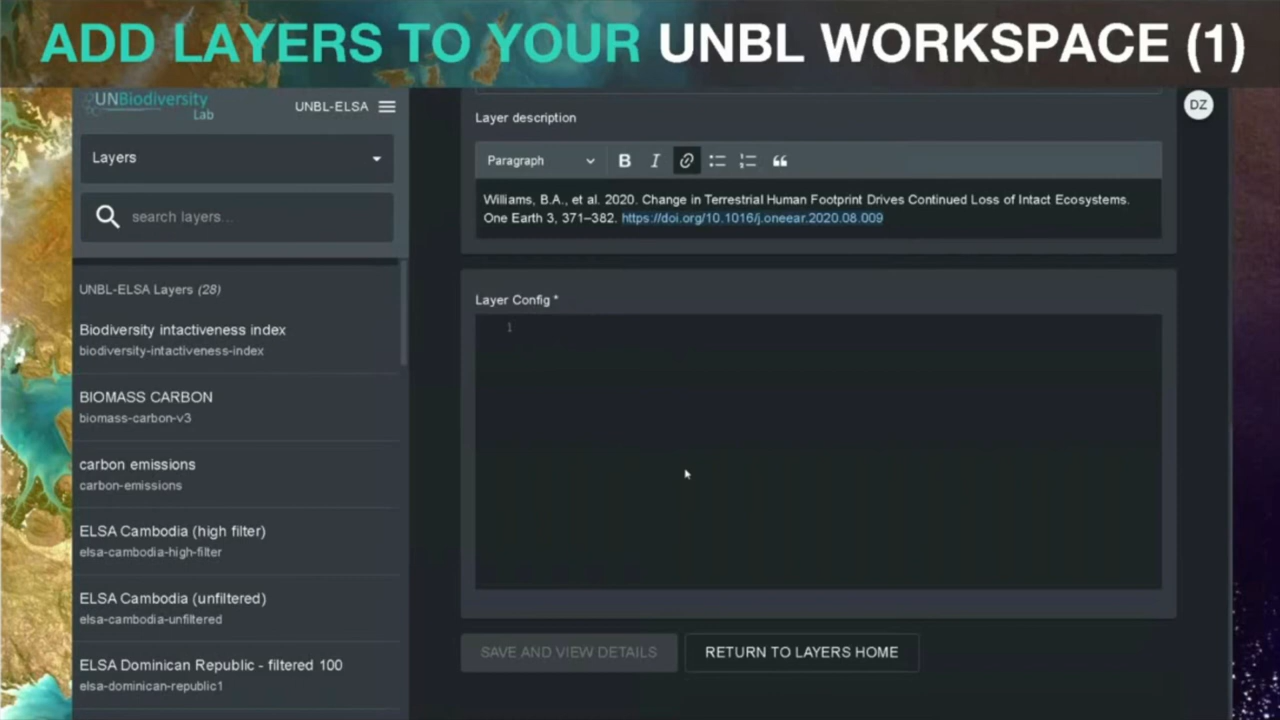 ADD LAYERS TO YOUR UNBL WORKSPACE (1)
UNBiodiversity
Lab
UNBL-ELSA
DZ
Layers
search layers...
UNBL-ELSA Layers (28)
Biodiversity intactiveness index
biodiversity-intactiveness-index
BIOMASS CARBON
biomass-carbon-v3
carbon emissions
carbon-emissions
ELSA Cambodia (high filter)
elsa-cambodia-high-filter
ELSA Cambodia (unfiltered)
elsa-cambodia-unfiltered
ELSA Dominican Republic - filtered 100
elsa-dominican-republic1
Layer description
Paragraph
B I
Williams, B.A., et al. 2020. Change in Terrestrial Human Footprint Drives Continued Loss of Intact Ecosystems.
One Earth 3, 371–382. https://doi.org/10.1016/j.oneear.2020.08.009
Layer Config *
1
SAVE AND VIEW DETAILS
RETURN TO LAYERS HOME